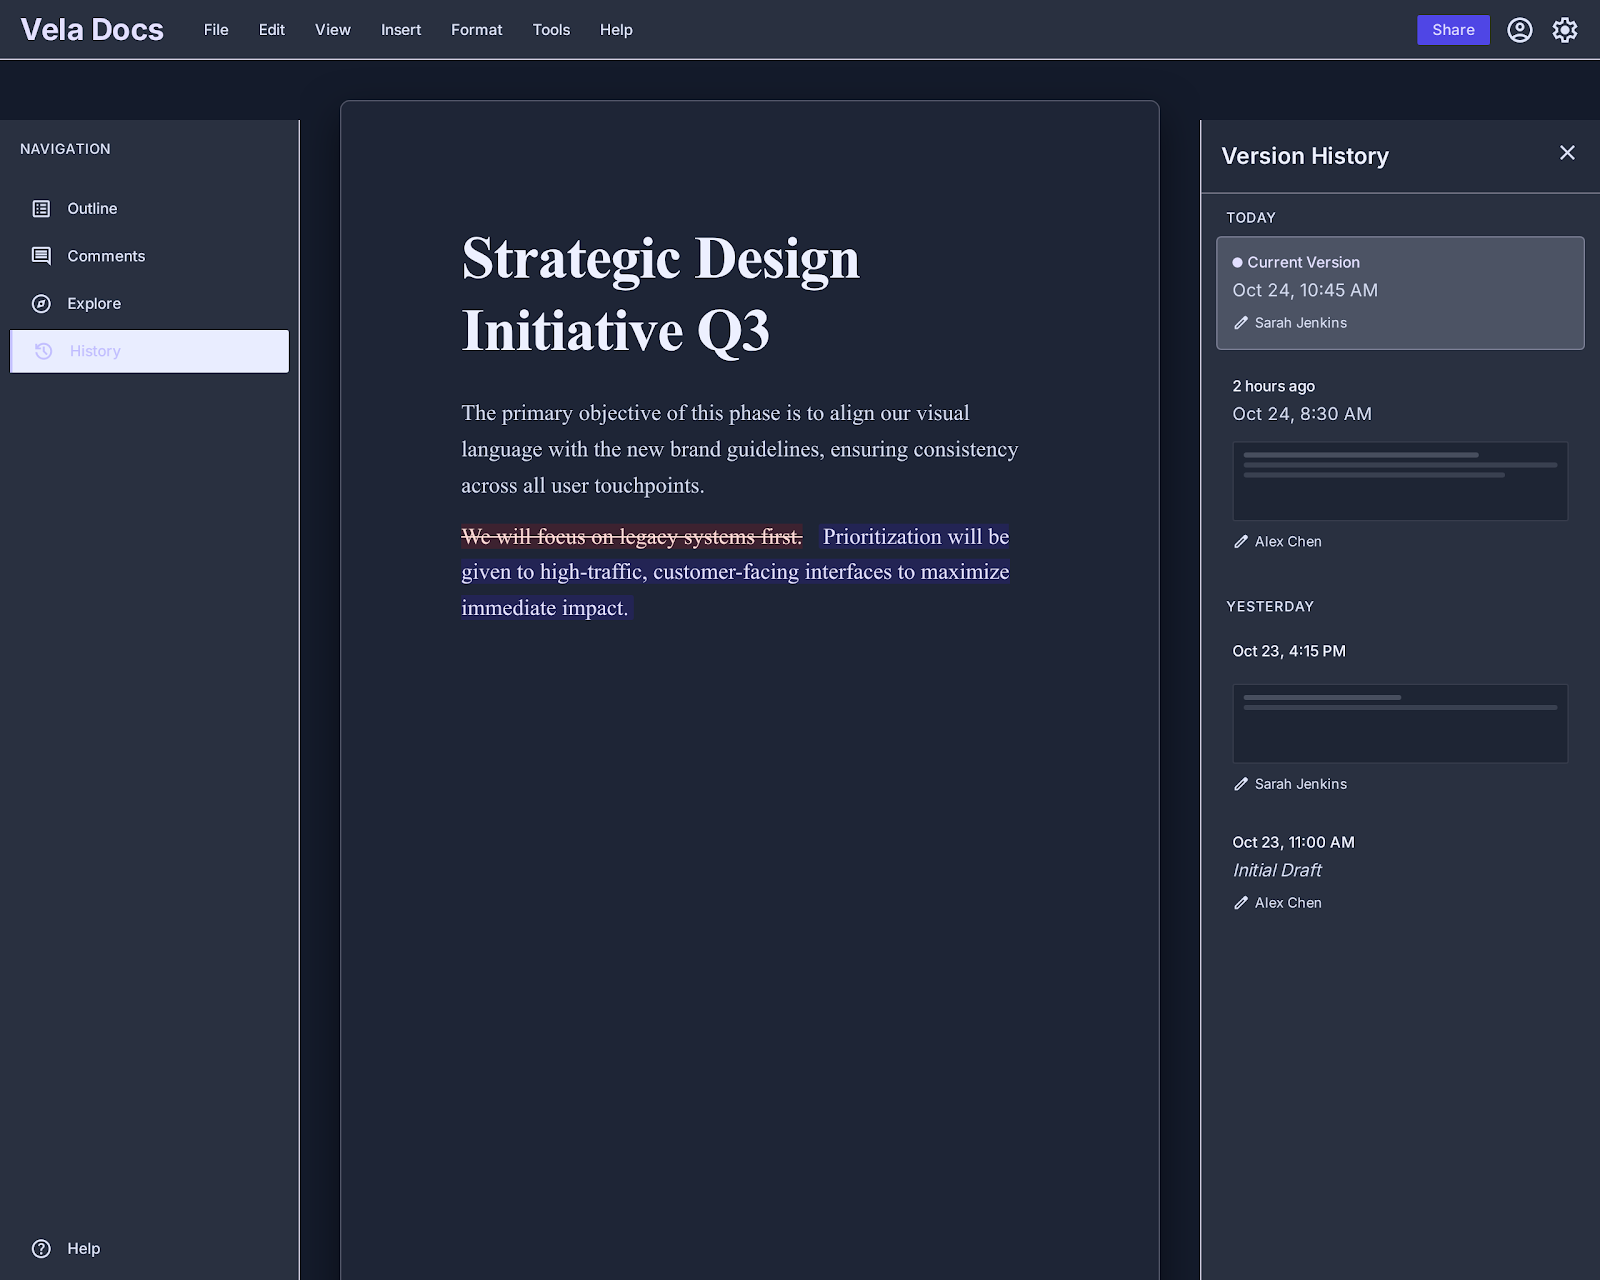 Vela Docs
File Edit View Insert Format Tools Help
Share
NAVIGATION
Outline
Comments
Explore
History
Help
Strategic Design
Initiative Q3
The primary objective of this phase is to align our visual
language with the new brand guidelines, ensuring consistency
across all user touchpoints.
We will focus on legacy systems first. Prioritization will be
given to high-traffic, customer-facing interfaces to maximize
immediate impact.
Version History
TODAY
Current Version
Oct 24, 10:45 AM
Sarah Jenkins
2 hours ago
Oct 24, 8:30 AM
Alex Chen
YESTERDAY
Oct 23, 4:15 PM
Sarah Jenkins
Oct 23, 11:00 AM
Initial Draft
Alex Chen